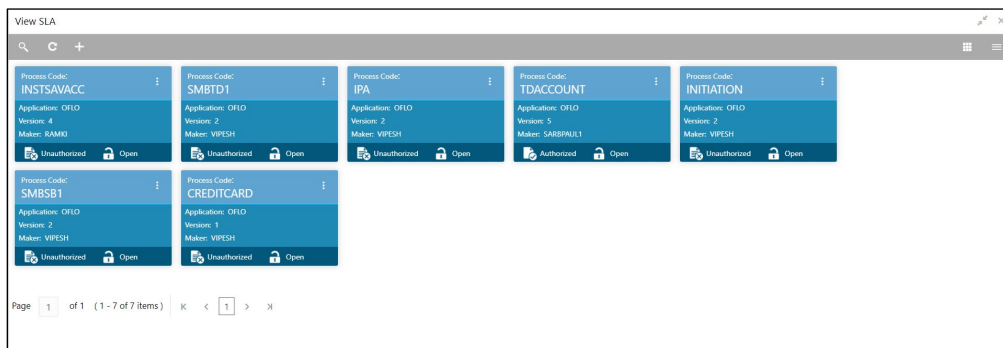 View SLA
Process Code:
INSTSAVACC
Application: OFLO
Version: 4
Maker: RAMKI
Unauthorized Open
Process Code:
SMBTD1
Application: OFLO
Version: 2
Maker: VIPESH
Unauthorized Open
Process Code:
IPA
Application: OFLO
Version: 2
Maker: VIPESH
Unauthorized Open
Process Code:
TDACCOUNT
Application: OFLO
Version: 5
Maker: SARBPAUL1
Authorized Open
Process Code:
INITIATION
Application: OFLO
Version: 2
Maker: VIPESH
Unauthorized Open
Process Code:
SMBSB1
Application: OFLO
Version: 2
Maker: VIPESH
Unauthorized Open
Process Code:
CREDITCARD
Application: OFLO
Version: 1
Maker: VIPESH
Unauthorized Open
Page 1 of 1 (1 - 7 of 7 items) 1